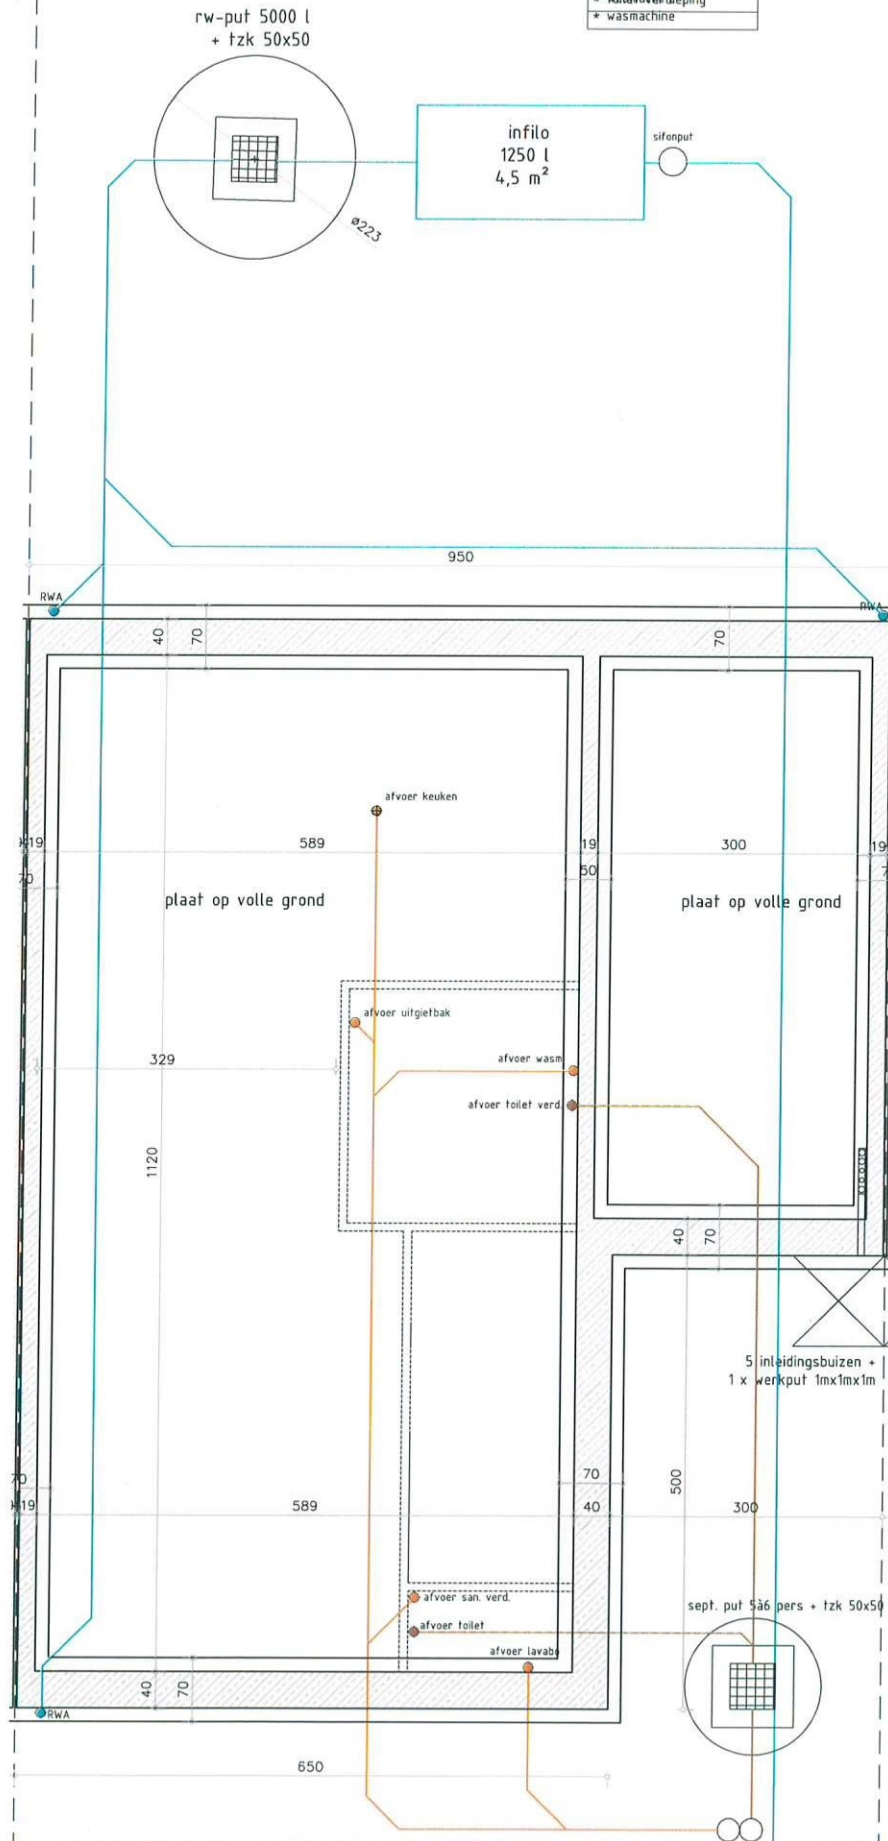 * wasmachine
rw-put 5000 l
+ tzk 50x50
infilo
1250 l
4,5 m²
sifonput
ø223
950
RWA
RWA
40
70
70
afvoer keuken
19
589
19
300
19
70
50
plaat op volle grond
plaat op volle grond
afvoer uitgietbak
afvoer wasm
329
afvoer toilet verd.
1120
40
70
5 inleidingsbuizen +
1 x werkput 1mx1mx1m
70
70
500
19
589
40
300
afvoer san. verd.
sept. put 5à6 pers + tzk 50x50
afvoer toilet
afvoer lavabo
40
70
RWA
650